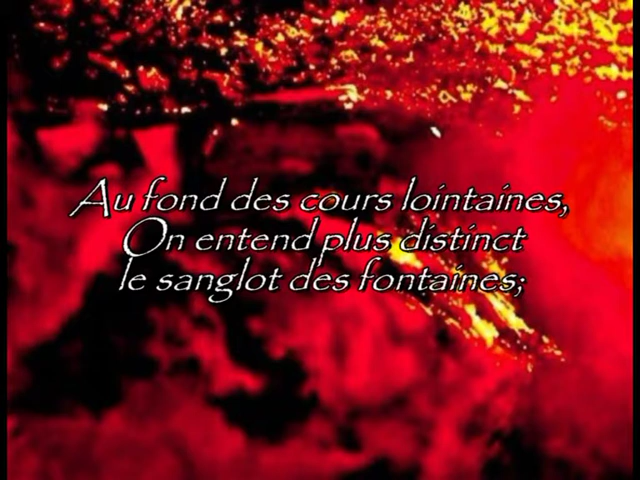 Au fond des cours lointaines,
On entend plus distinct
le sanglot des fontaines;